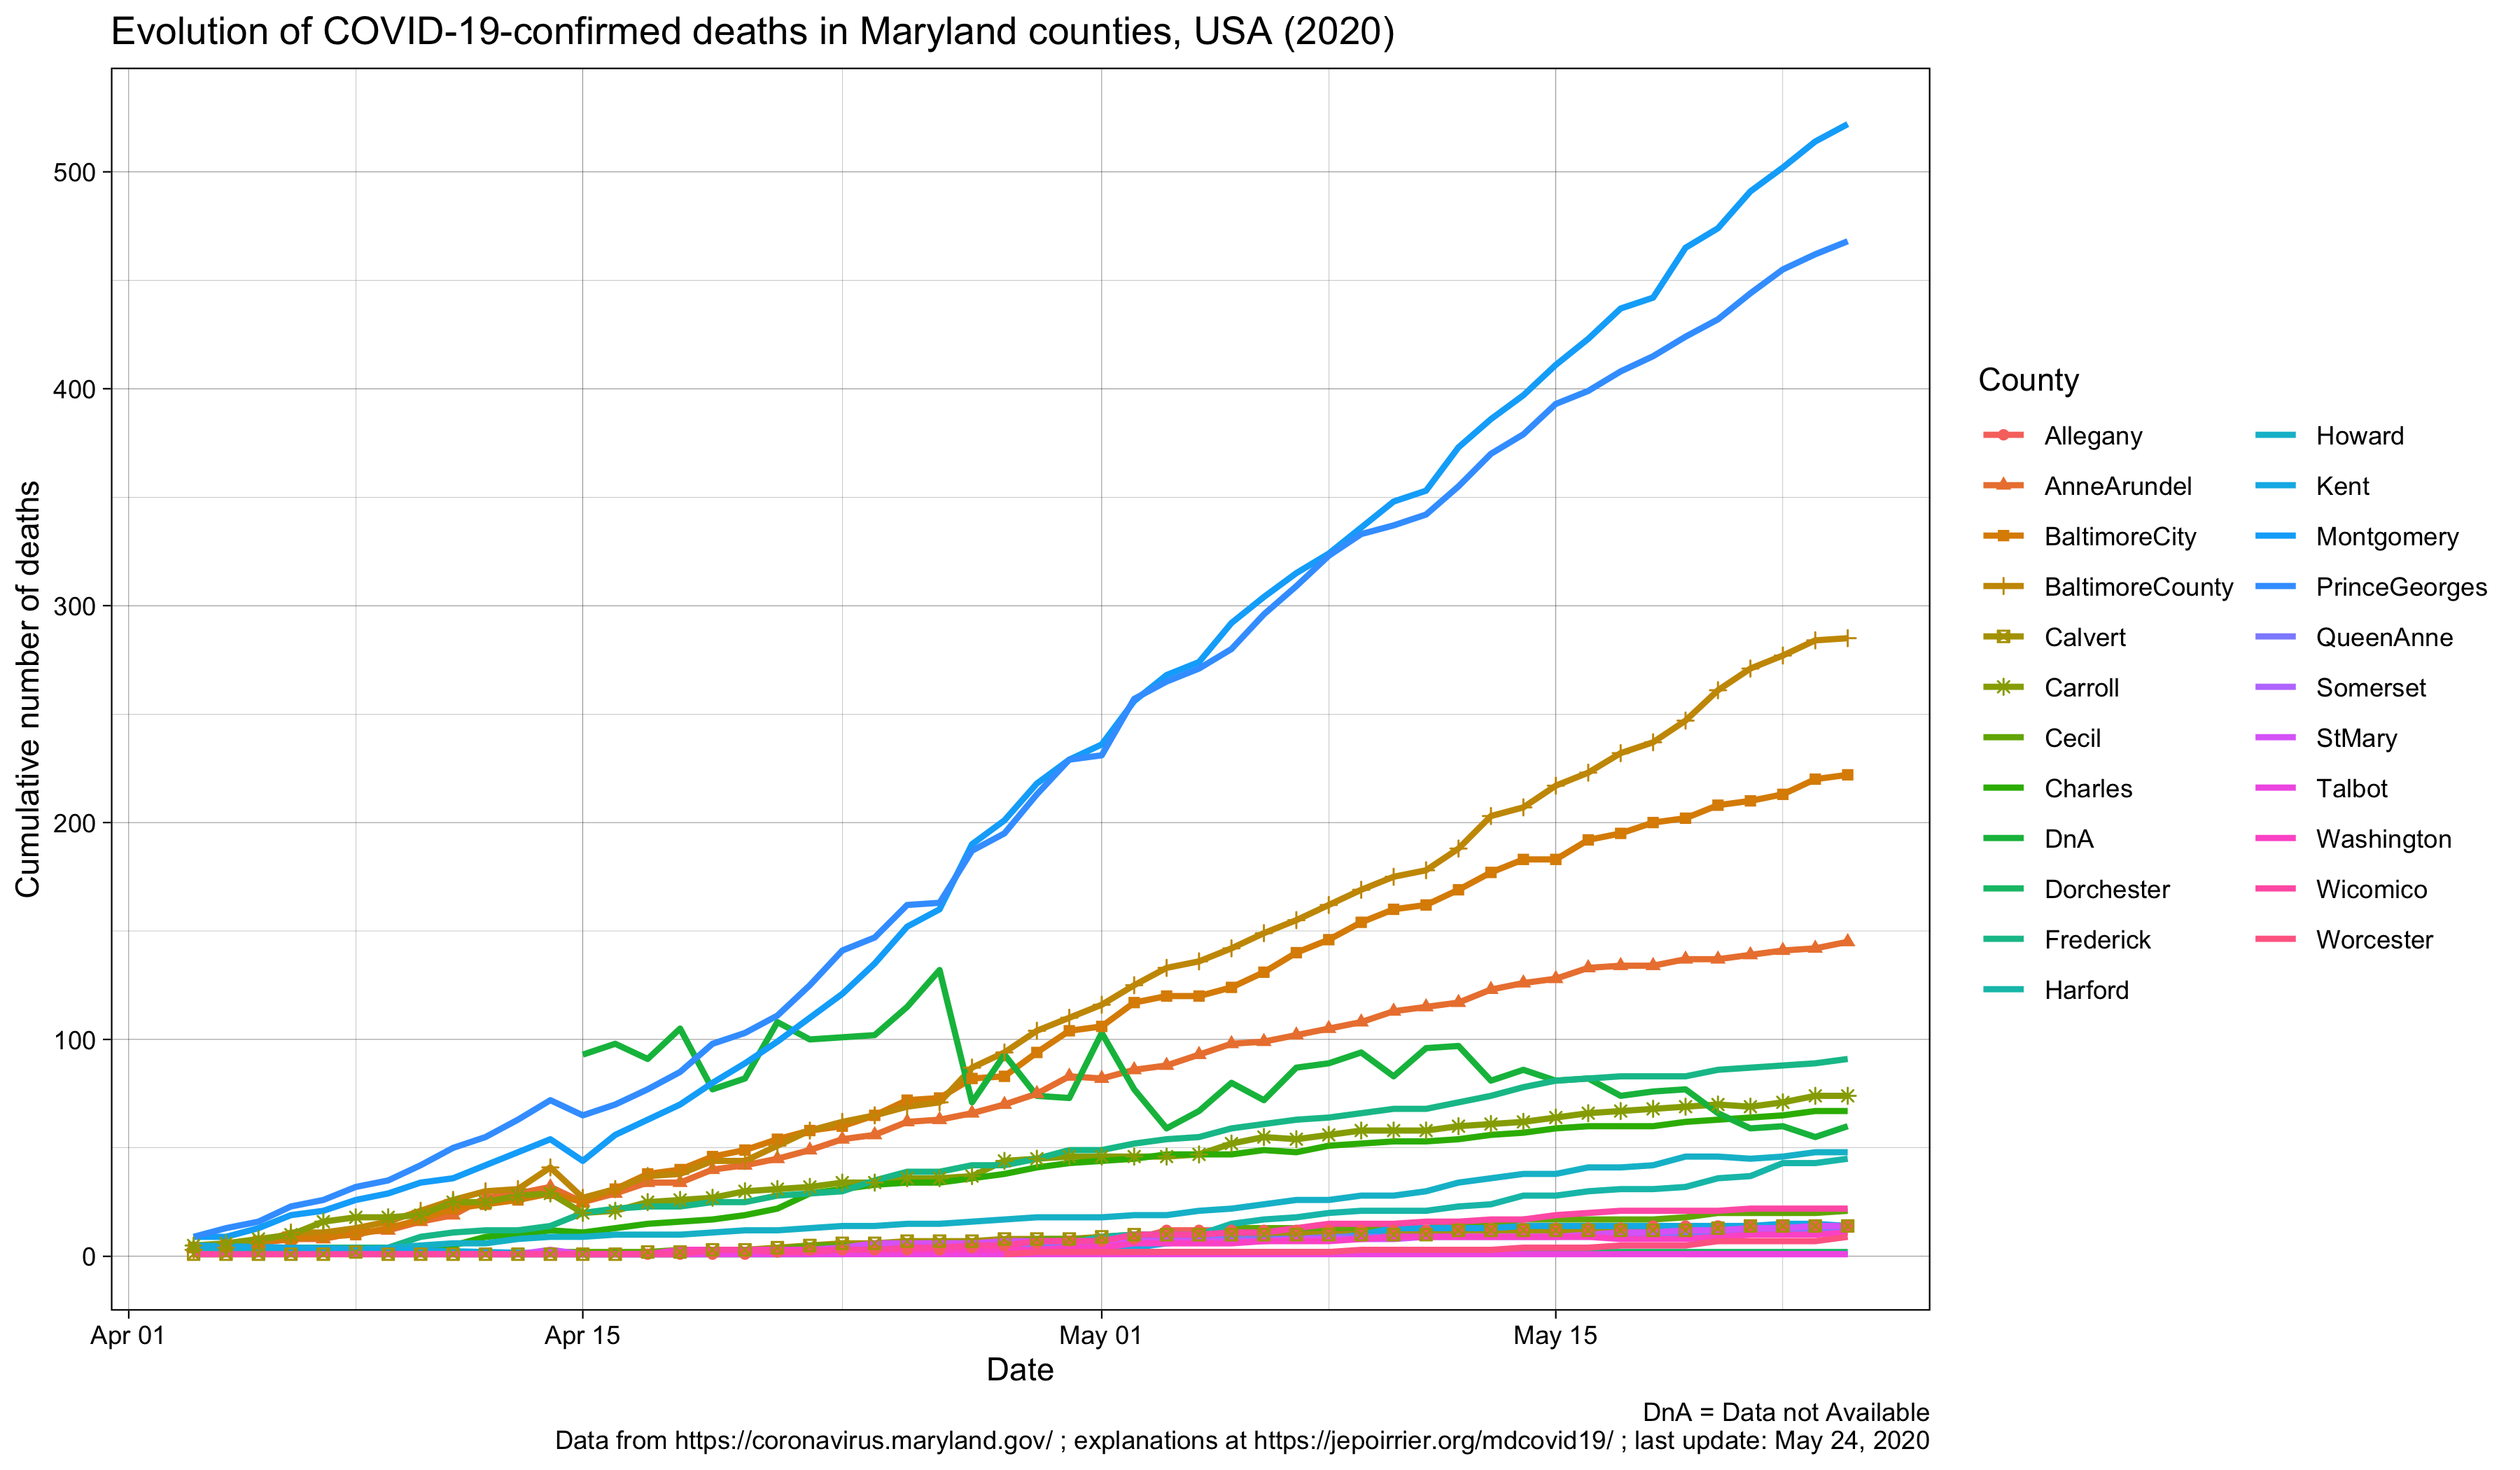 Evolution of COVID-19-confirmed deaths in Maryland counties, USA (2020)
Cumulative number of deaths
500
400
300
200
100
0
Apr 01
Apr 15
May 01
May 15
Date
County
Allegany
AnneArundel
BaltimoreCity
BaltimoreCounty
Calvert
Carroll
Cecil
Charles
DnA
Dorchester
Frederick
Harford
Howard
Kent
Montgomery
PrinceGeorges
QueenAnne
Somerset
StMary
Talbot
Washington
Wicomico
Worcester
DnA = Data not Available
Data from https://coronavirus.maryland.gov/ ; explanations at https://jepoirrier.org/mdcovid19/ ; last update: May 24, 2020